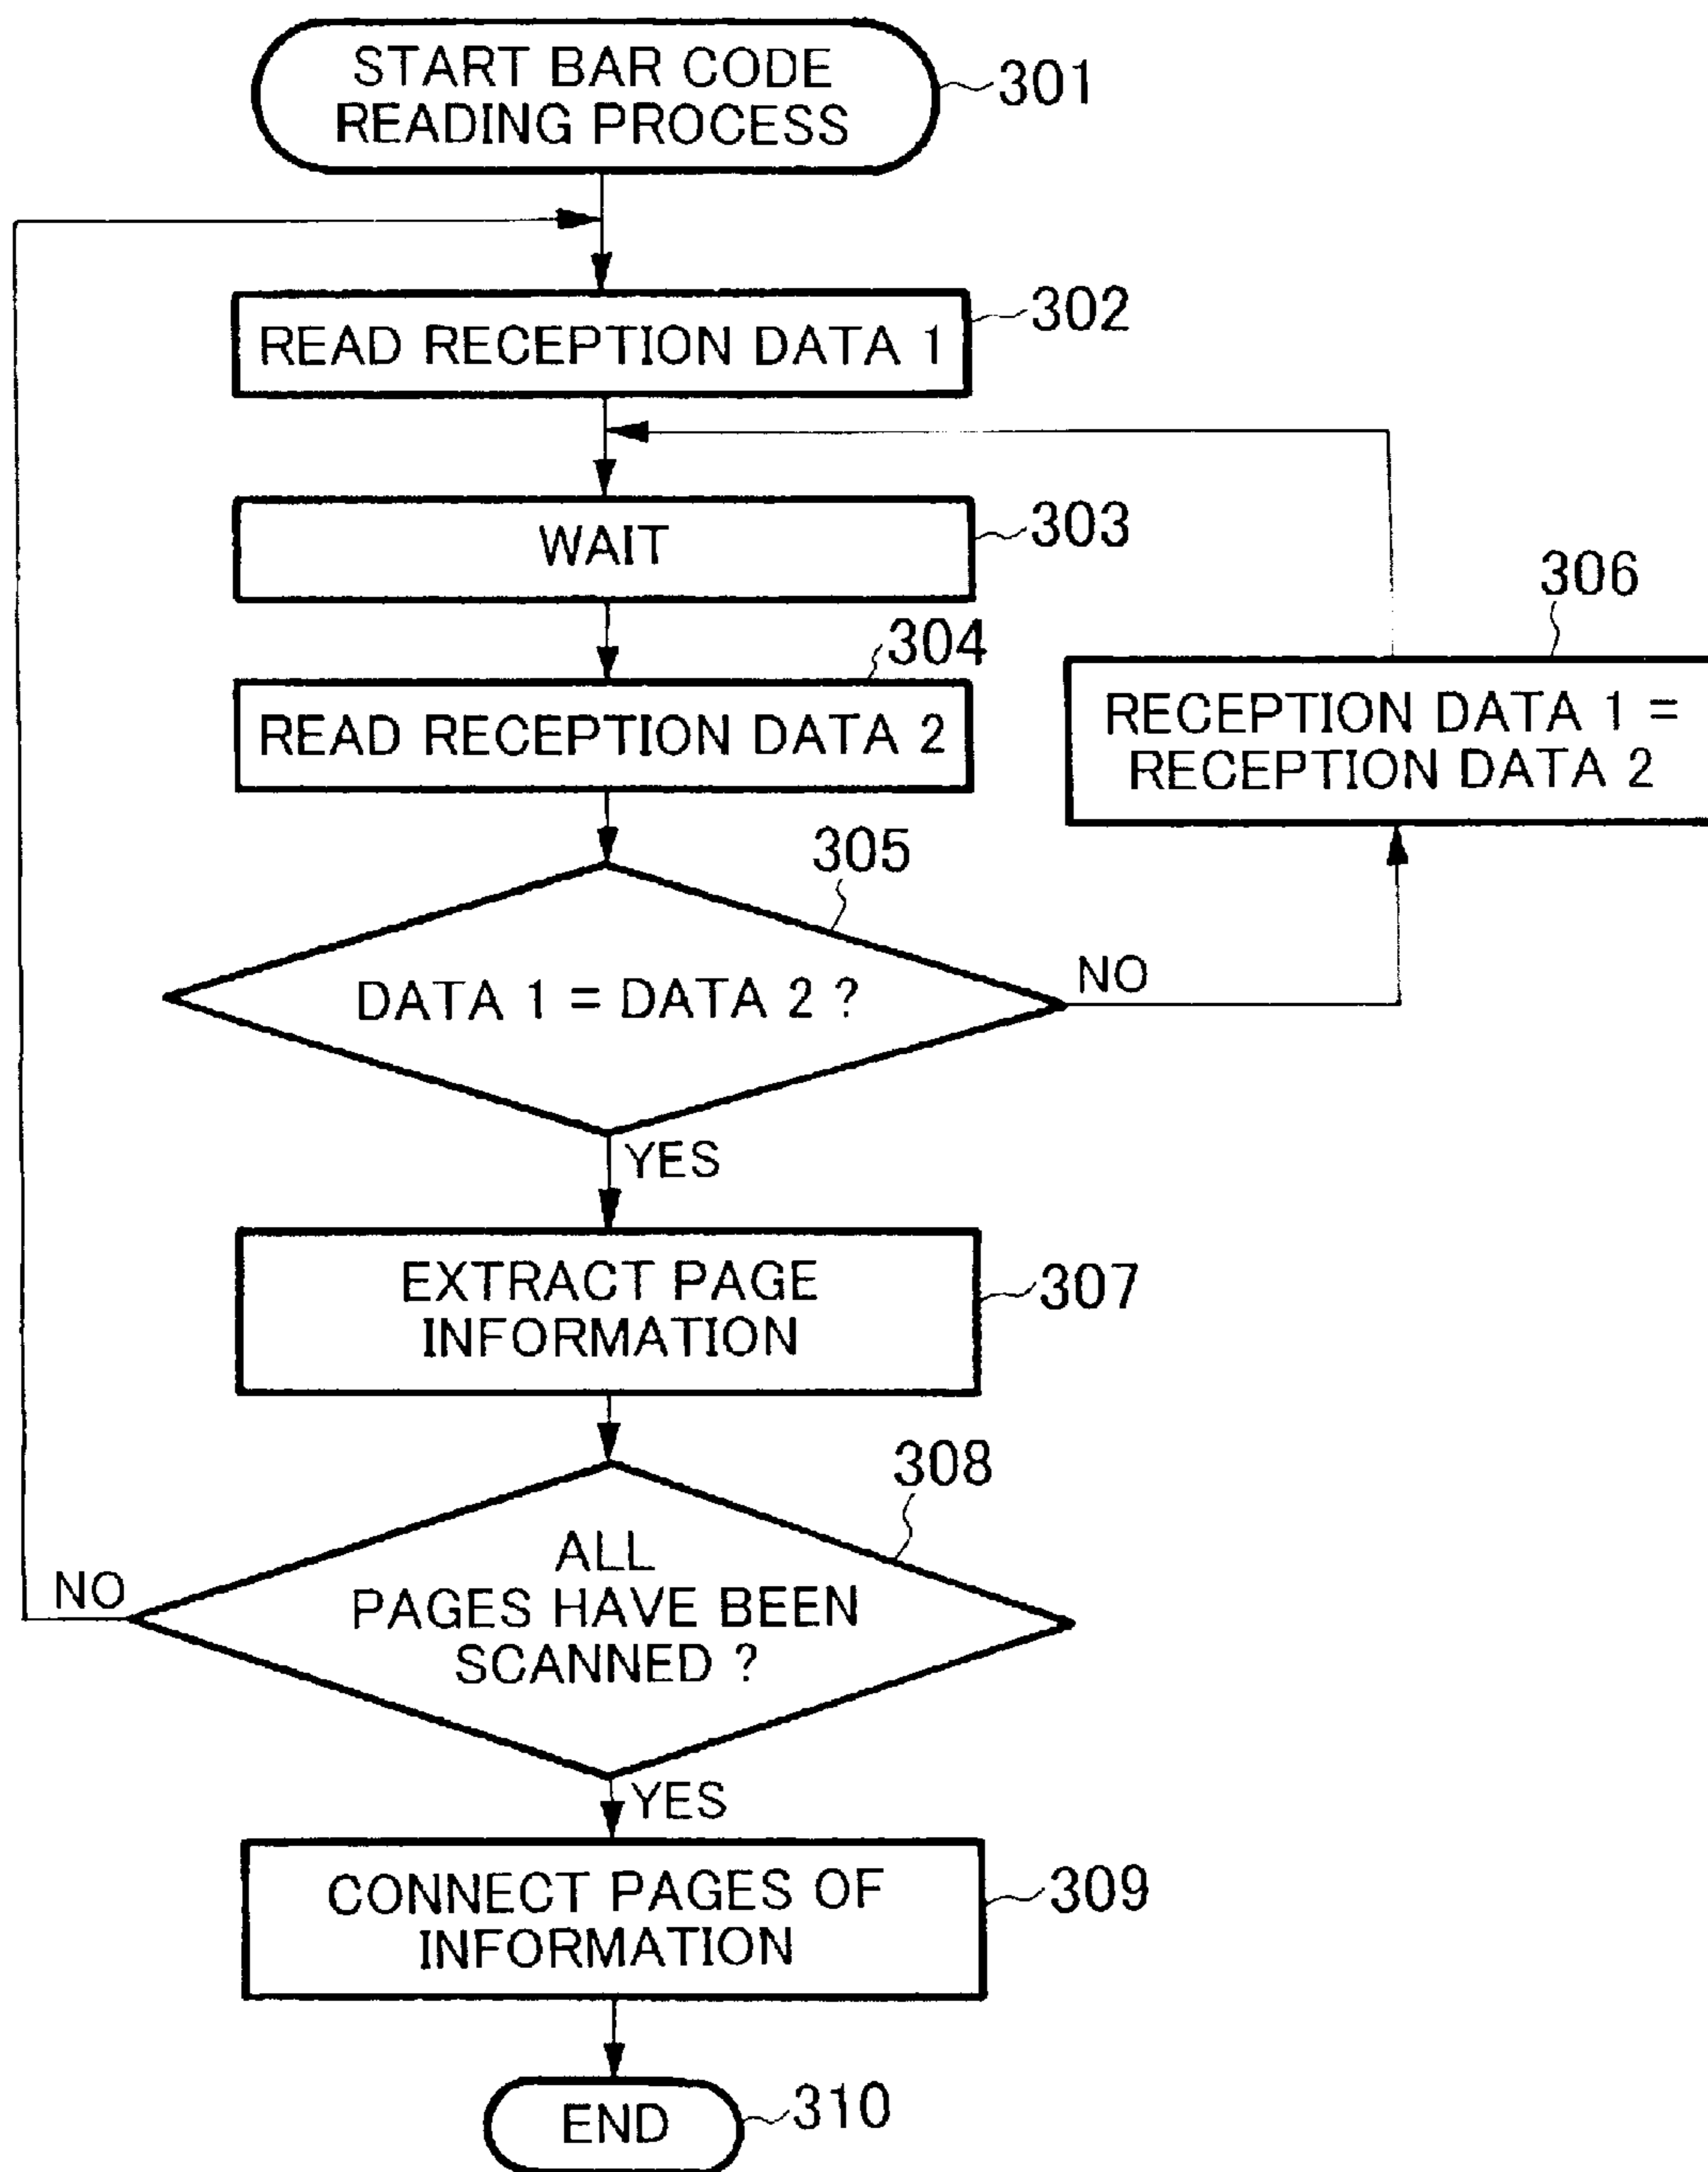 START BAR CODE
READING PROCESS
301
READ RECEPTION DATA 1
302
WAIT
303
304
READ RECEPTION DATA 2
306
RECEPTION DATA 1 =
RECEPTION DATA 2
305
DATA 1 = DATA 2 ?
NO
YES
EXTRACT PAGE
INFORMATION
307
308
ALL
PAGES HAVE BEEN
SCANNED ?
NO
YES
CONNECT PAGES OF
INFORMATION
309
END
310